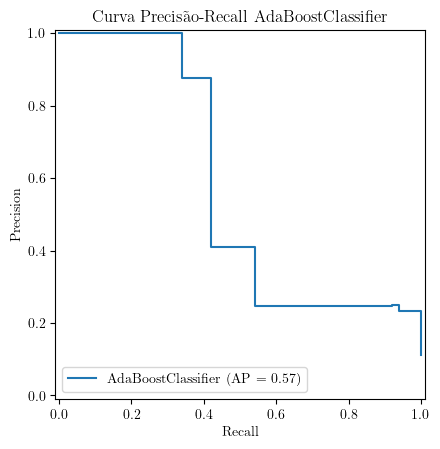 Curva Precisão-Recall AdaBoostClassifier
1.0
0.8
0.6
0.4
0.2
0.0
Precision
AdaBoostClassifier (AP = 0.57)
0.0 0.2 0.4 0.6 0.8 1.0
Recall